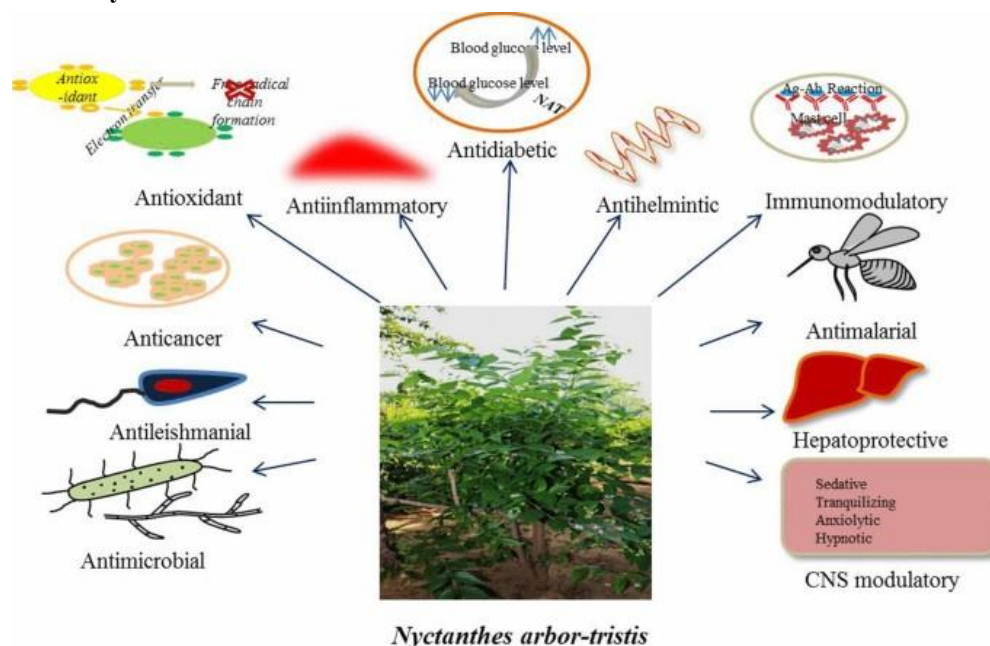 Antiox
-idant
Electron transfer
Free radical
chain
formation
Antioxidant
Antiinflammatory
Blood glucose level
Blood glucose level
NAT
Antidiabetic
Antihelmintic
Ag-Ab Reaction
Mast cell
Immunomodulatory
Anticancer
Antimalarial
Antileishmanial
Hepatoprotective
Antimicrobial
Sedative
Tranquilizing
Anxiolytic
Hypnotic
CNS modulatory
Nyctanthes arbor-tristis